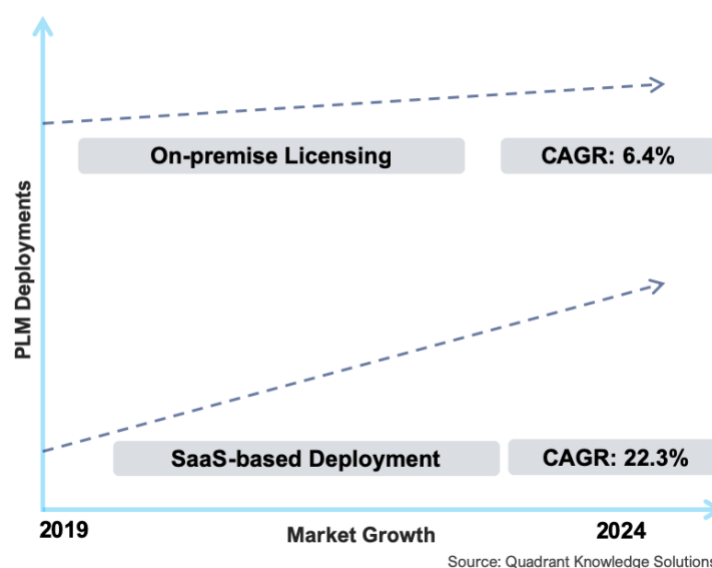 On-premise Licensing
CAGR: 6.4%
PLM Deployments
SaaS-based Deployment
CAGR: 22.3%
2019
Market Growth
2024
Source: Quadrant Knowledge Solutions